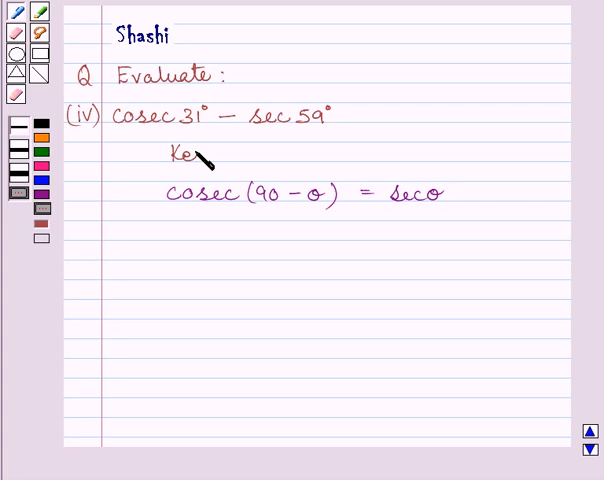 Shashi
Q Evaluate:
(iv) cosec 31° - sec 59°
Ke
cosec (90 - θ) = secθ